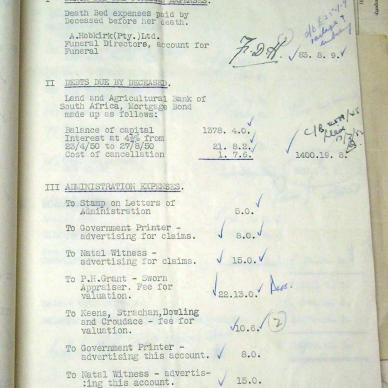 Death Bed expenses paid by
Deceased before her death.
A.Hobkirk(Pty.)Ltd.
Funeral Directors, account for
Funeral 83. 8. 9.
II DEBTS DUE BY DECEASED.
Land and Agricultural Bank of
South Africa, Mortgage Bond
made up as follows:
Balance of capital 1378. 4.0.
Interest at 4½% from
23/4/50 to 27/8/50 21. 8.2.
Cost of cancellation 1. 7.6. 1400.19. 8.
III ADMINISTRATION EXPENSES.
To Stamp on Letters of
Administration 5.0.
To Government Printer -
advertising for claims. 8.0.
To Natal Witness -
advertising for claims. 15.0.
To P.H.Grant - Sworn
Appraiser. Fee for
valuation. 22.13.0.
To Keens, Strachan,Dowling
and Croudace - fee for
valuation. 10.6. 2
To Government Printer -
advertising this account. 8.0.
To Natal Witness - advertis-
:ing this account. 15.0.